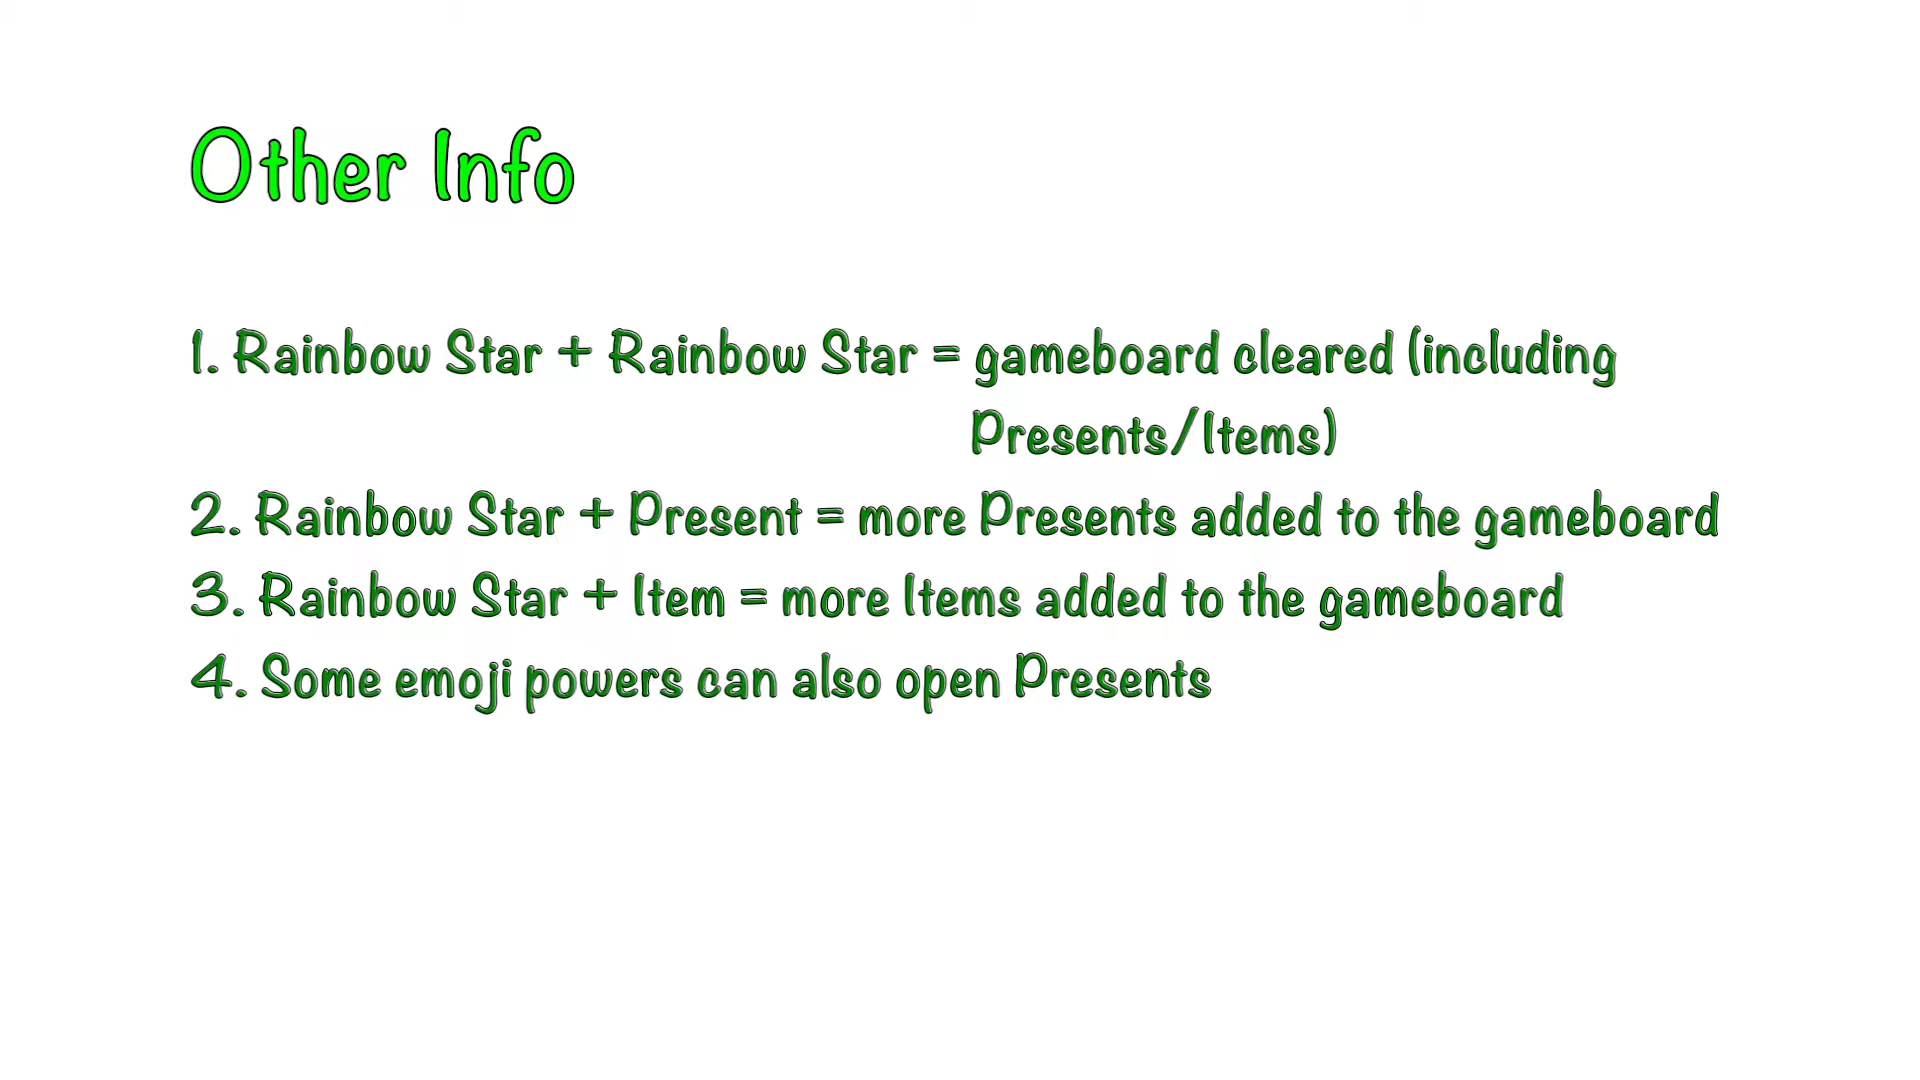 Other Info
1. Rainbow Star + Rainbow Star = gameboard cleared (including
Presents/Items)
2. Rainbow Star + Present = more Presents added to the gameboard
3. Rainbow Star + Item = more Items added to the gameboard
4. Some emoji powers can also open Presents